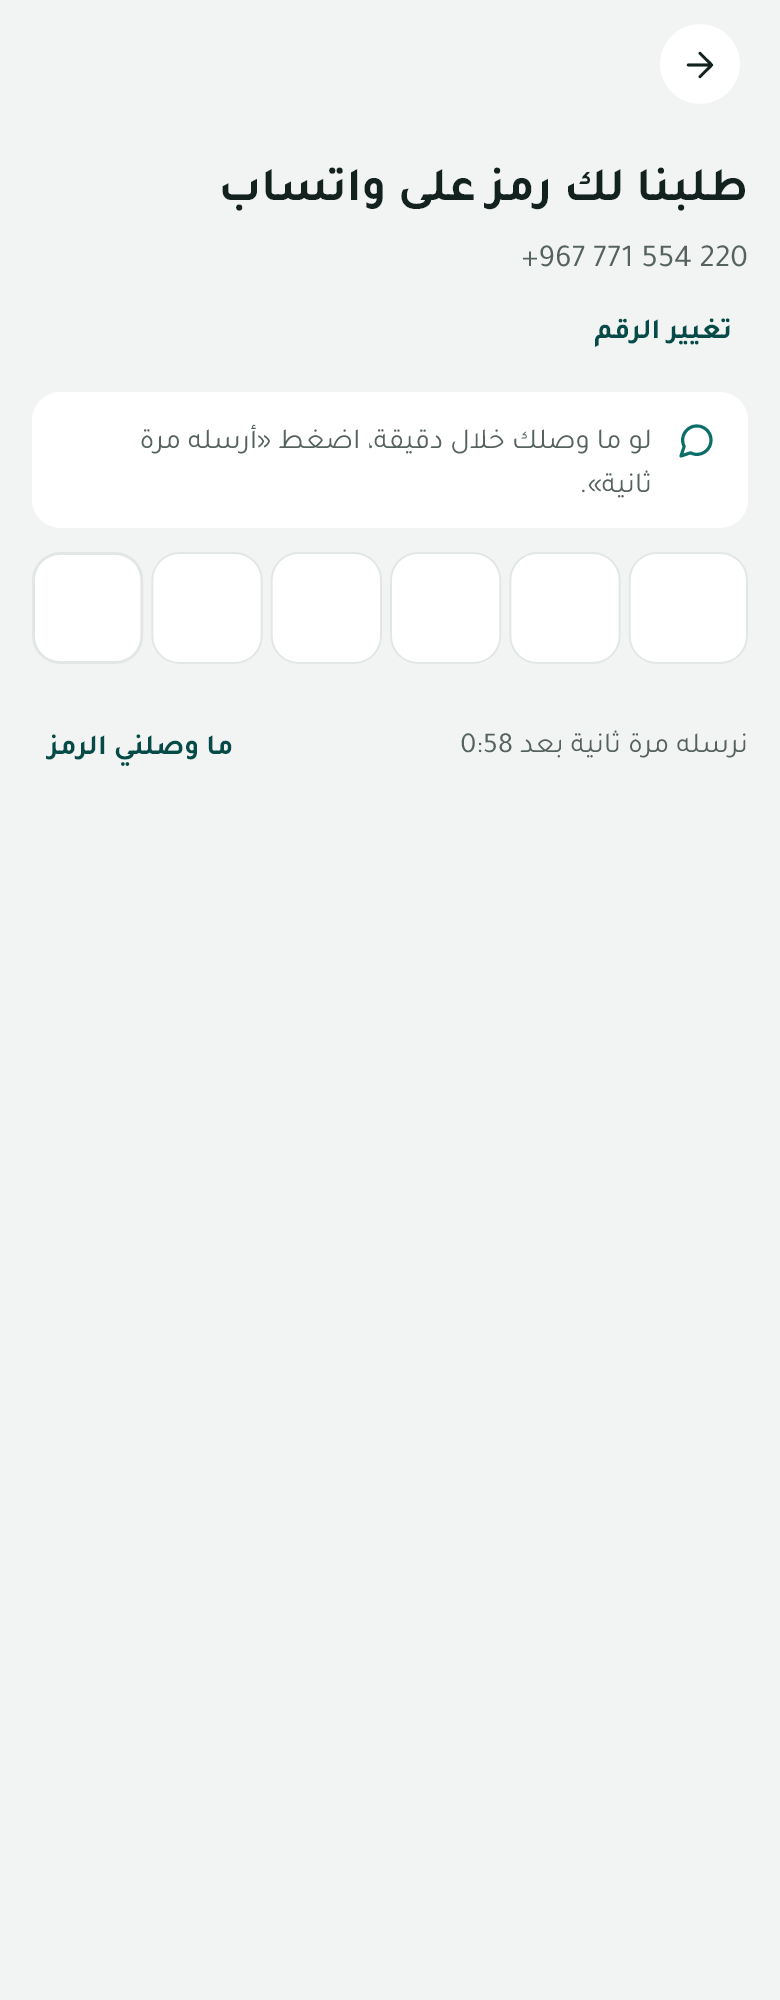 طلبنا لك رمز على واتساب
+967 771 554 220
تغيير الرقم
لو ما وصلك خلال دقيقة، اضغط «أرسله مرة
ثانية».
نرسله مرة ثانية بعد 0:58
ما وصلني الرمز